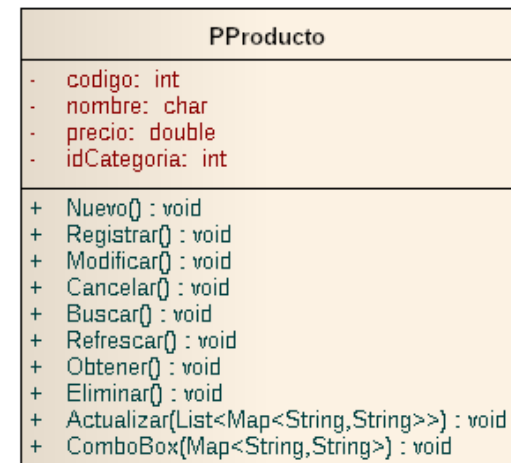 PProducto
- codigo: int
- nombre: char
- precio: double
- idCategoria: int
+ Nuevo() : void
+ Registrar() : void
+ Modificar() : void
+ Cancelar() : void
+ Buscar() : void
+ Refrescar() : void
+ Obtener() : void
+ Eliminar() : void
+ Actualizar(List<Map<String,String>>) : void
+ ComboBox(Map<String,String>) : void